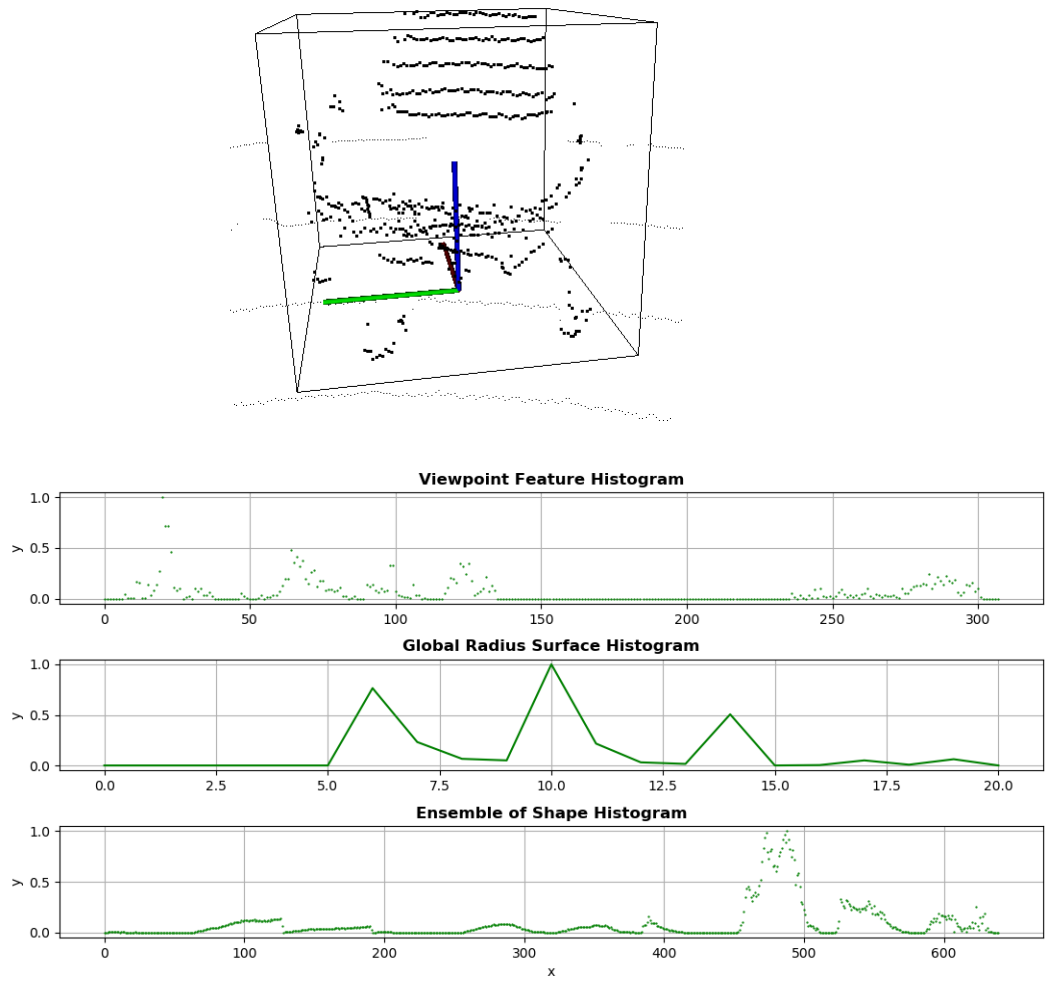 Viewpoint Feature Histogram
1.0
0.5
0.0
y
0 50 100 150 200 250 300
Global Radius Surface Histogram
1.0
0.5
0.0
y
0.0 2.5 5.0 7.5 10.0 12.5 15.0 17.5 20.0
Ensemble of Shape Histogram
1.0
0.5
0.0
y
0 100 200 300 400 500 600
x